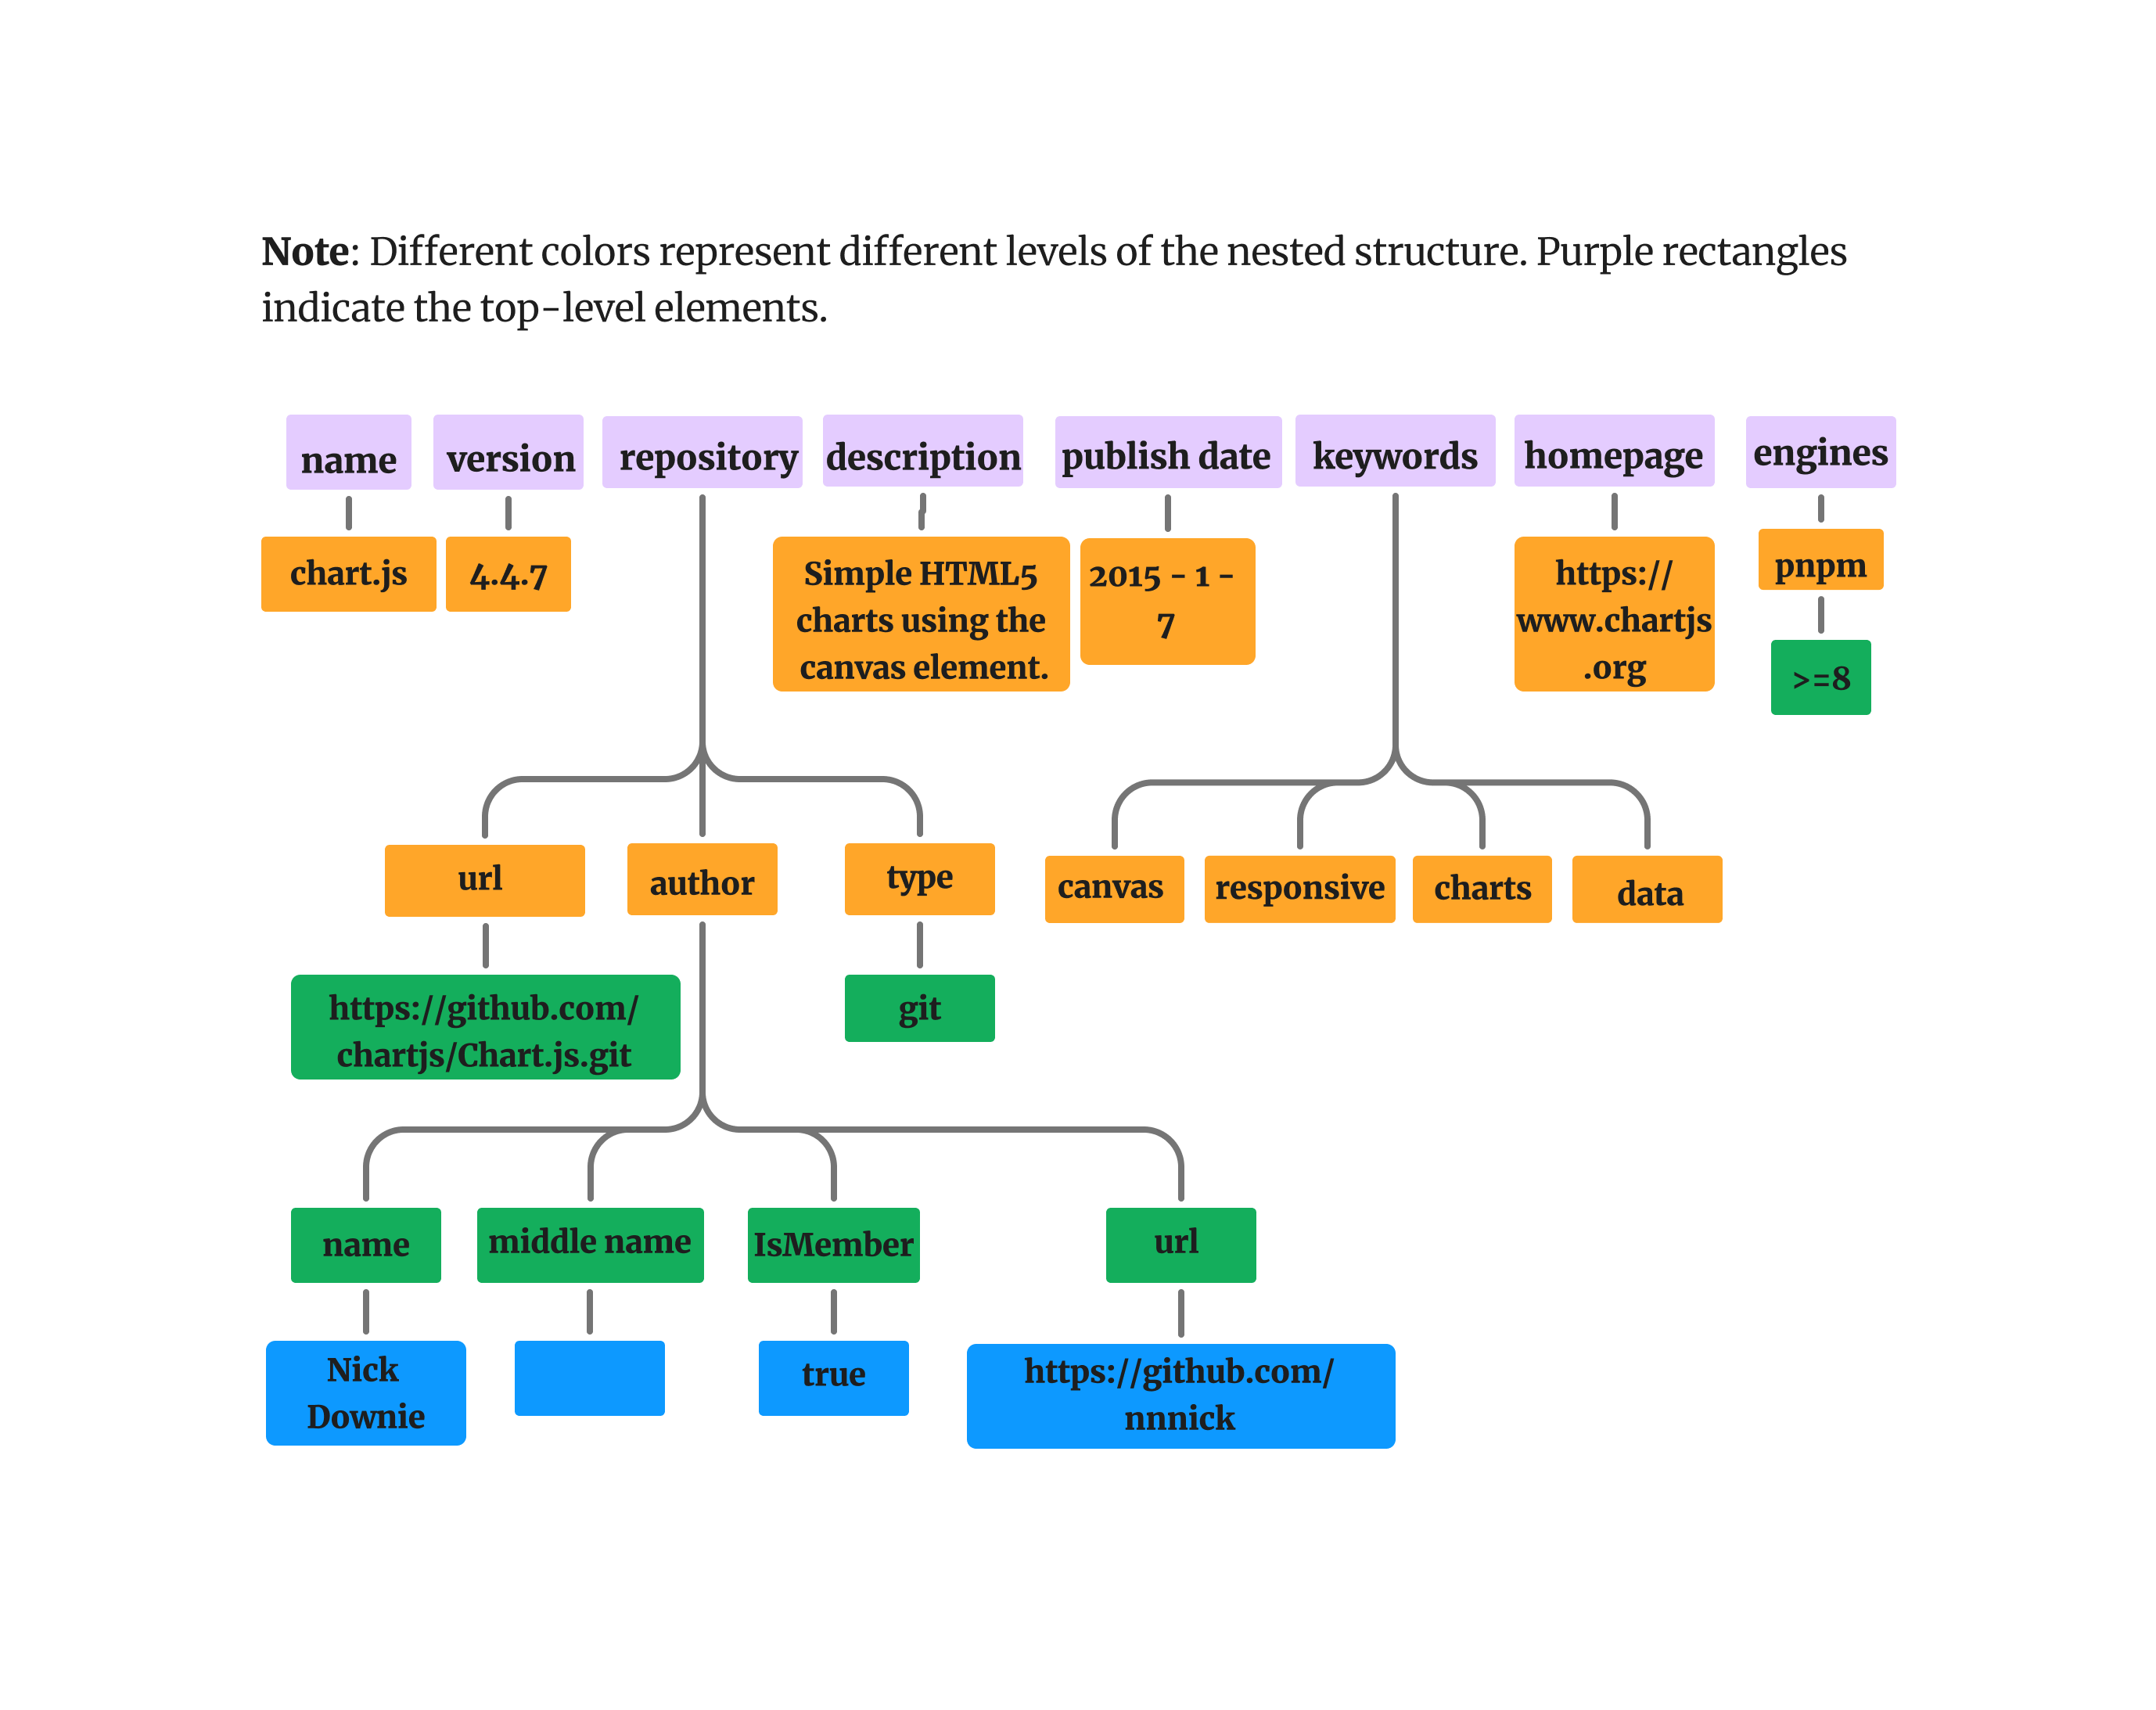 Note: Different colors represent different levels of the nested structure. Purple rectangles
indicate the top-level elements.
name
version
repository
description
publish date
keywords
homepage
engines
chart.js
4.4.7
Simple HTML5
charts using the
canvas element.
2015 - 1 -
7
https://
www.chartjs
.org
pnpm
>=8
url
author
type
canvas
responsive
charts
data
https://github.com/
chartjs/Chart.js.git
git
name
middle name
IsMember
url
Nick
Downie
true
https://github.com/
nnnick